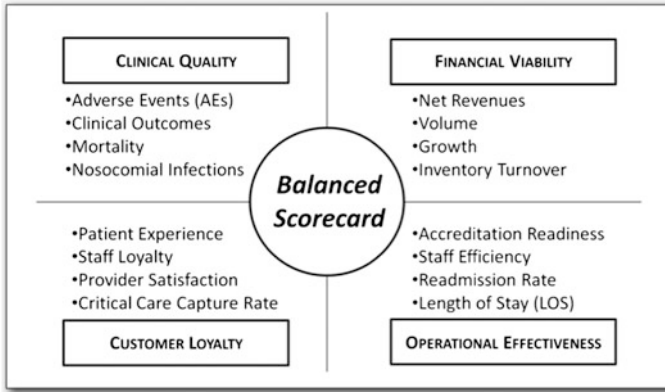 CLINICAL QUALITY
•Adverse Events (AEs)
•Clinical Outcomes
•Mortality
•Nosocomial Infections
FINANCIAL VIABILITY
•Net Revenues
•Volume
•Growth
•Inventory Turnover
Balanced
Scorecard
•Patient Experience
•Staff Loyalty
•Provider Satisfaction
•Critical Care Capture Rate
CUSTOMER LOYALTY
•Accreditation Readiness
•Staff Efficiency
•Readmission Rate
•Length of Stay (LOS)
OPERATIONAL EFFECTIVENESS